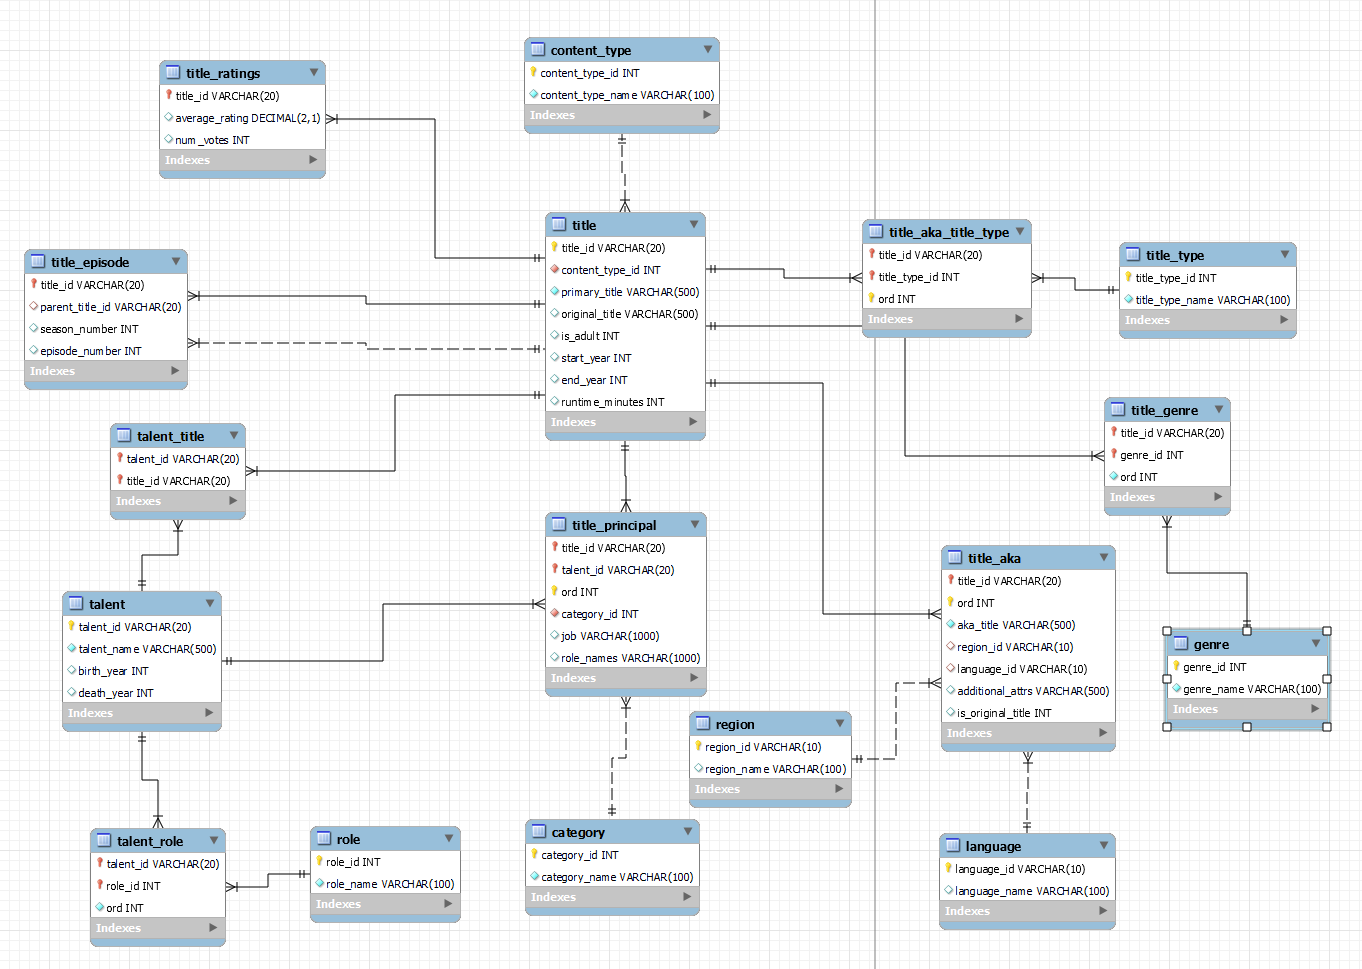 content_type
content_type_id INT
content_type_name VARCHAR(100)
Indexes
title_ratings
title_id VARCHAR(20)
average_rating DECIMAL(2,1)
num_votes INT
Indexes
title
title_id VARCHAR(20)
content_type_id INT
primary_title VARCHAR(500)
original_title VARCHAR(500)
is_adult INT
start_year INT
end_year INT
runtime_minutes INT
Indexes
title_aka_title_type
title_id VARCHAR(20)
title_type_id INT
ord INT
Indexes
title_type
title_type_id INT
title_type_name VARCHAR(100)
Indexes
title_episode
title_id VARCHAR(20)
parent_title_id VARCHAR(20)
season_number INT
episode_number INT
Indexes
talent_title
talent_id VARCHAR(20)
title_id VARCHAR(20)
Indexes
title_genre
title_id VARCHAR(20)
genre_id INT
ord INT
Indexes
title_principal
title_id VARCHAR(20)
talent_id VARCHAR(20)
ord INT
category_id INT
job VARCHAR(1000)
role_names VARCHAR(1000)
Indexes
title_aka
title_id VARCHAR(20)
ord INT
aka_title VARCHAR(500)
region_id VARCHAR(10)
language_id VARCHAR(10)
additional_attrs VARCHAR(500)
is_original_title INT
Indexes
talent
talent_id VARCHAR(20)
talent_name VARCHAR(500)
birth_year INT
death_year INT
Indexes
genre
genre_id INT
genre_name VARCHAR(100)
Indexes
region
region_id VARCHAR(10)
region_name VARCHAR(100)
Indexes
talent_role
talent_id VARCHAR(20)
role_id INT
ord INT
Indexes
role
role_id INT
role_name VARCHAR(100)
Indexes
category
category_id INT
category_name VARCHAR(100)
Indexes
language
language_id VARCHAR(10)
language_name VARCHAR(100)
Indexes